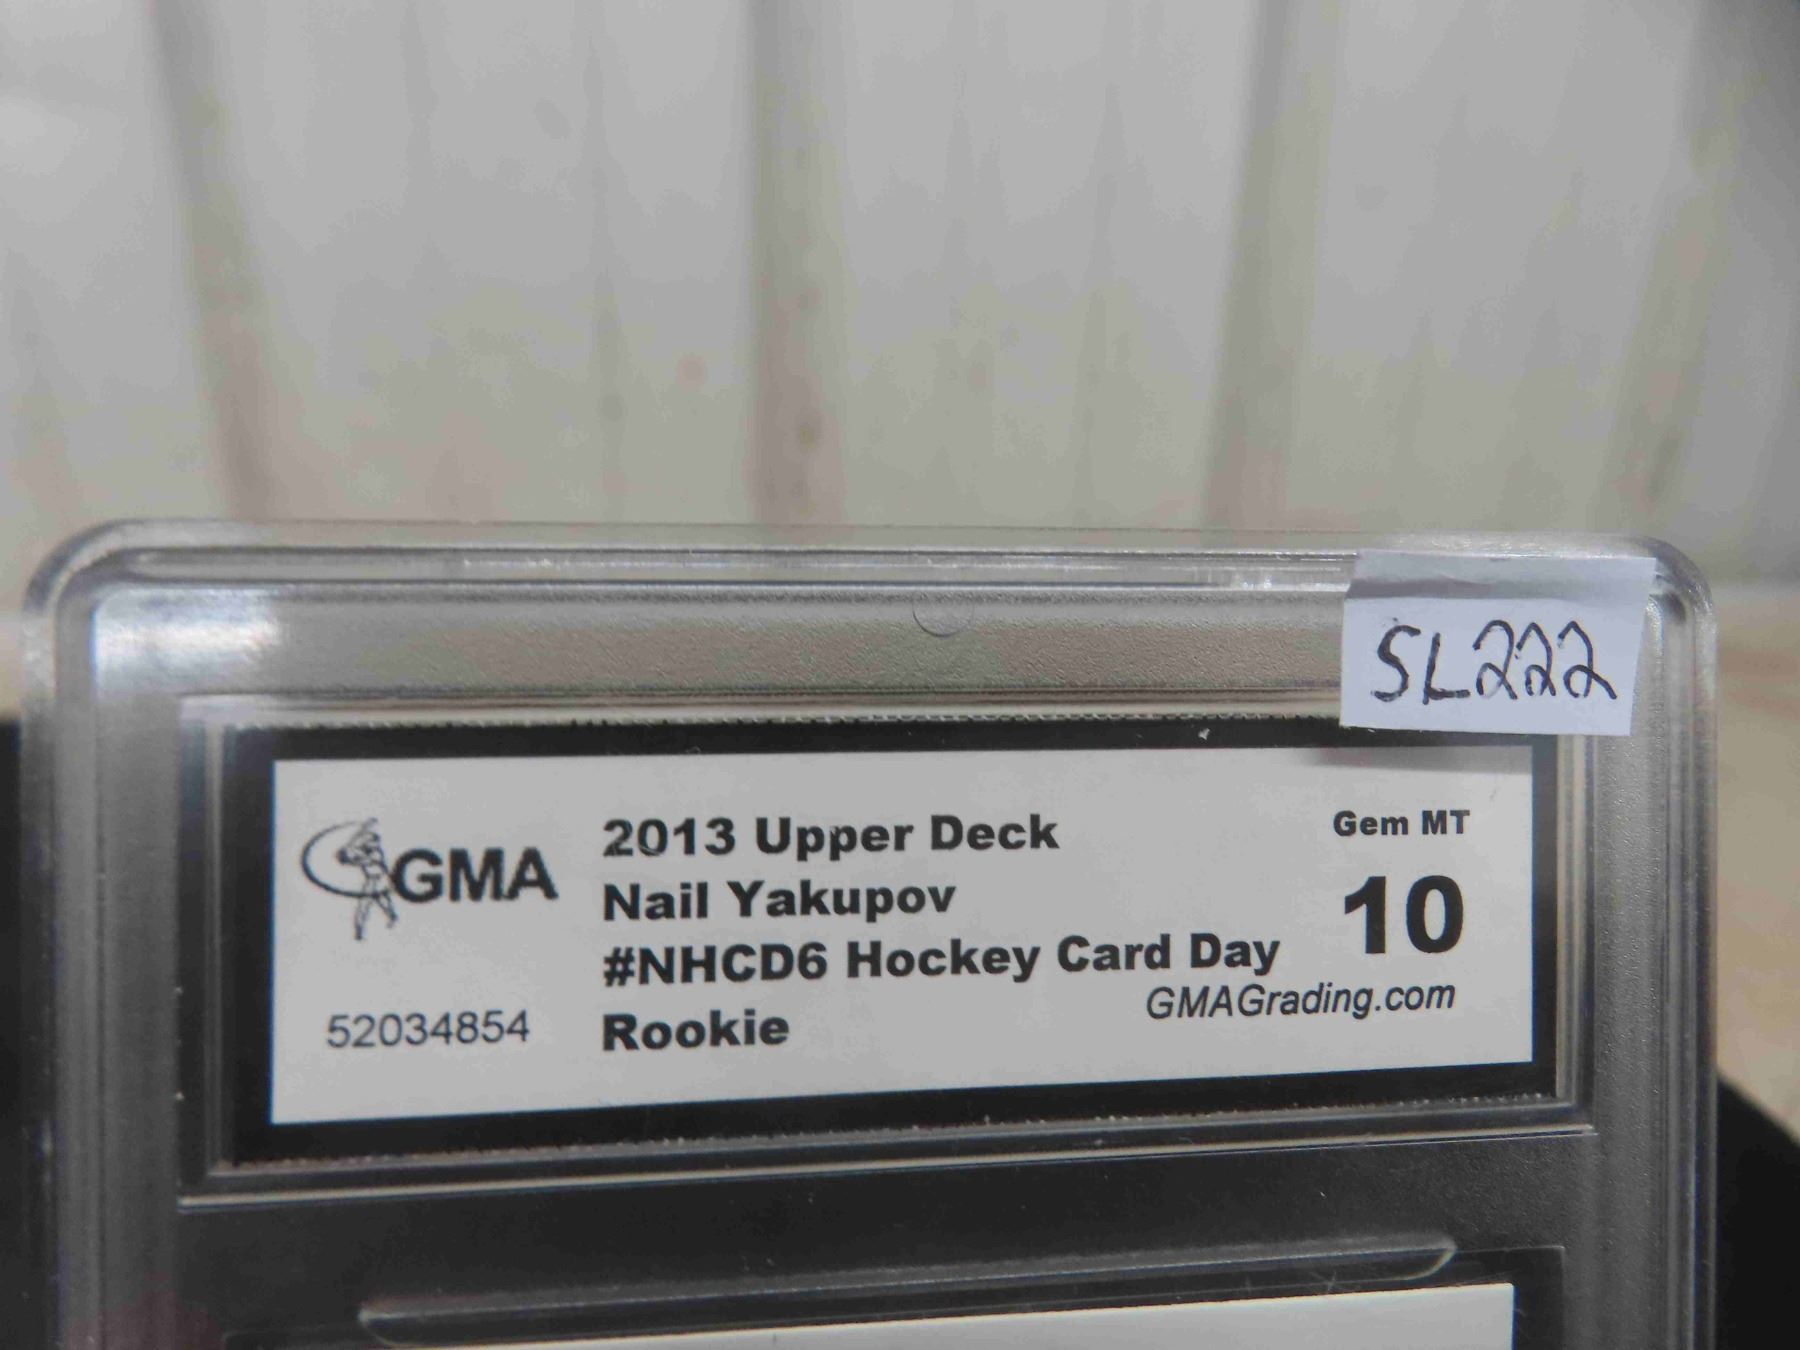 SL222
GMA
2013 Upper Deck
Nail Yakupov
#NHCD6 Hockey Card Day
Rookie
52034854
Gem MT
10
GMAGrading.com